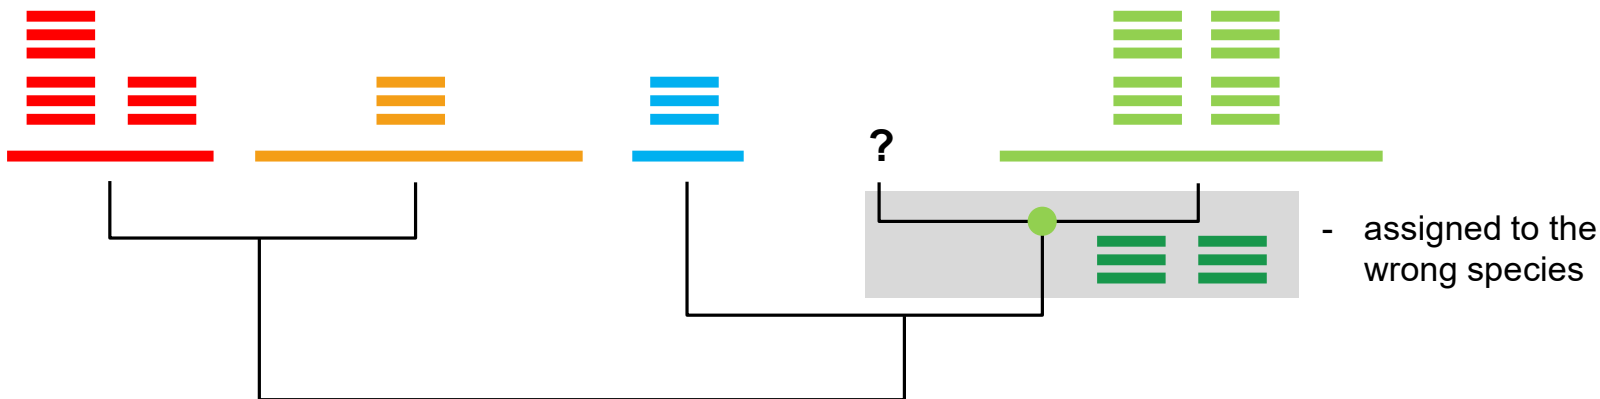 ?
- assigned to the
wrong species